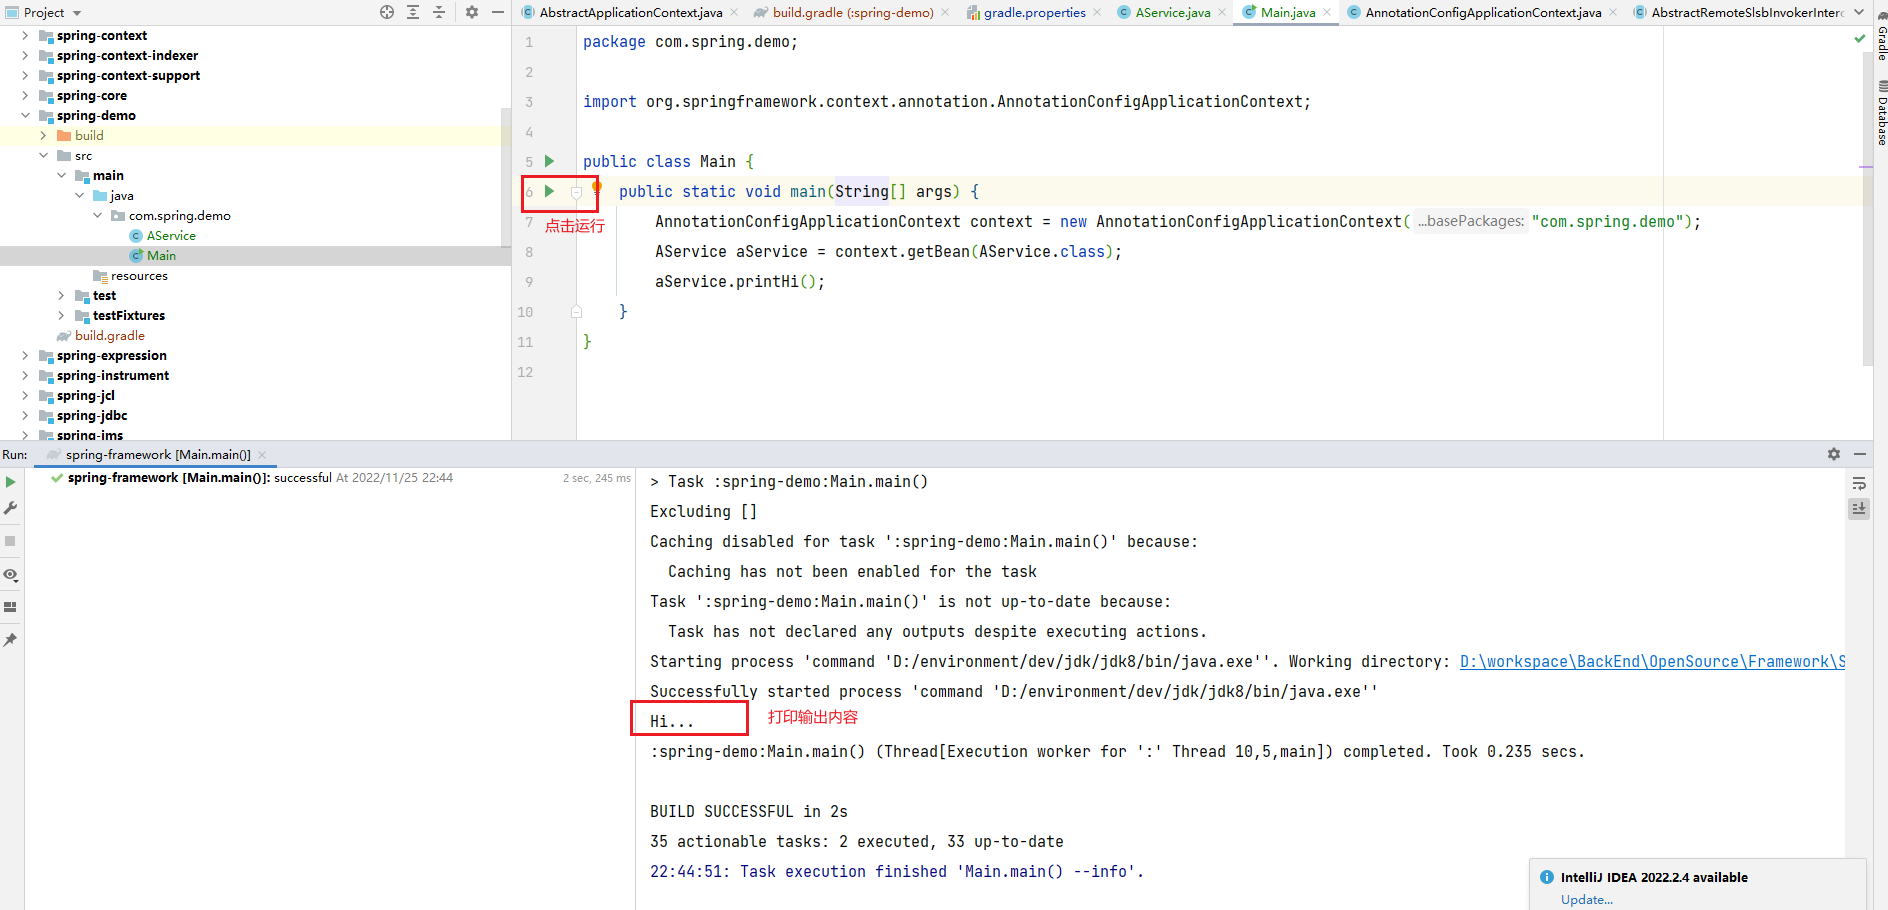 Project
spring-context
spring-context-indexer
spring-context-support
spring-core
spring-demo
build
src
main
java
com.spring.demo
AService
Main
resources
test
testFixtures
build.gradle
spring-expression
spring-instrument
spring-jcl
spring-jdbc
spring-jms
AbstractApplicationContext.java
build.gradle (:spring-demo)
gradle.properties
AService.java
Main.java
AnnotationConfigApplicationContext.java
AbstractRemoteSlsbInvokerInterc
1 package com.spring.demo;
2
3 import org.springframework.context.annotation.AnnotationConfigApplicationContext;
4
5 public class Main {
6 public static void main(String[] args) {
点击运行
7 AnnotationConfigApplicationContext context = new AnnotationConfigApplicationContext( ...basePackages: "com.spring.demo");
8 AService aService = context.getBean(AService.class);
9 aService.printHi();
10 }
11 }
12
Gradle
Database
Run: spring-framework [Main.main()]
spring-framework [Main.main()]: successful At 2022/11/25 22:44 2 sec, 245 ms
> Task :spring-demo:Main.main()
Excluding []
Caching disabled for task ':spring-demo:Main.main()' because:
Caching has not been enabled for the task
Task ':spring-demo:Main.main()' is not up-to-date because:
Task has not declared any outputs despite executing actions.
Starting process 'command 'D:/environment/dev/jdk/jdk8/bin/java.exe''. Working directory: D:\workspace\BackEnd\OpenSource\Framework\S
Successfully started process 'command 'D:/environment/dev/jdk/jdk8/bin/java.exe''
Hi... 打印输出内容
:spring-demo:Main.main() (Thread[Execution worker for ':' Thread 10,5,main]) completed. Took 0.235 secs.
BUILD SUCCESSFUL in 2s
35 actionable tasks: 2 executed, 33 up-to-date
22:44:51: Task execution finished 'Main.main() --info'.
IntelliJ IDEA 2022.2.4 available
Update...